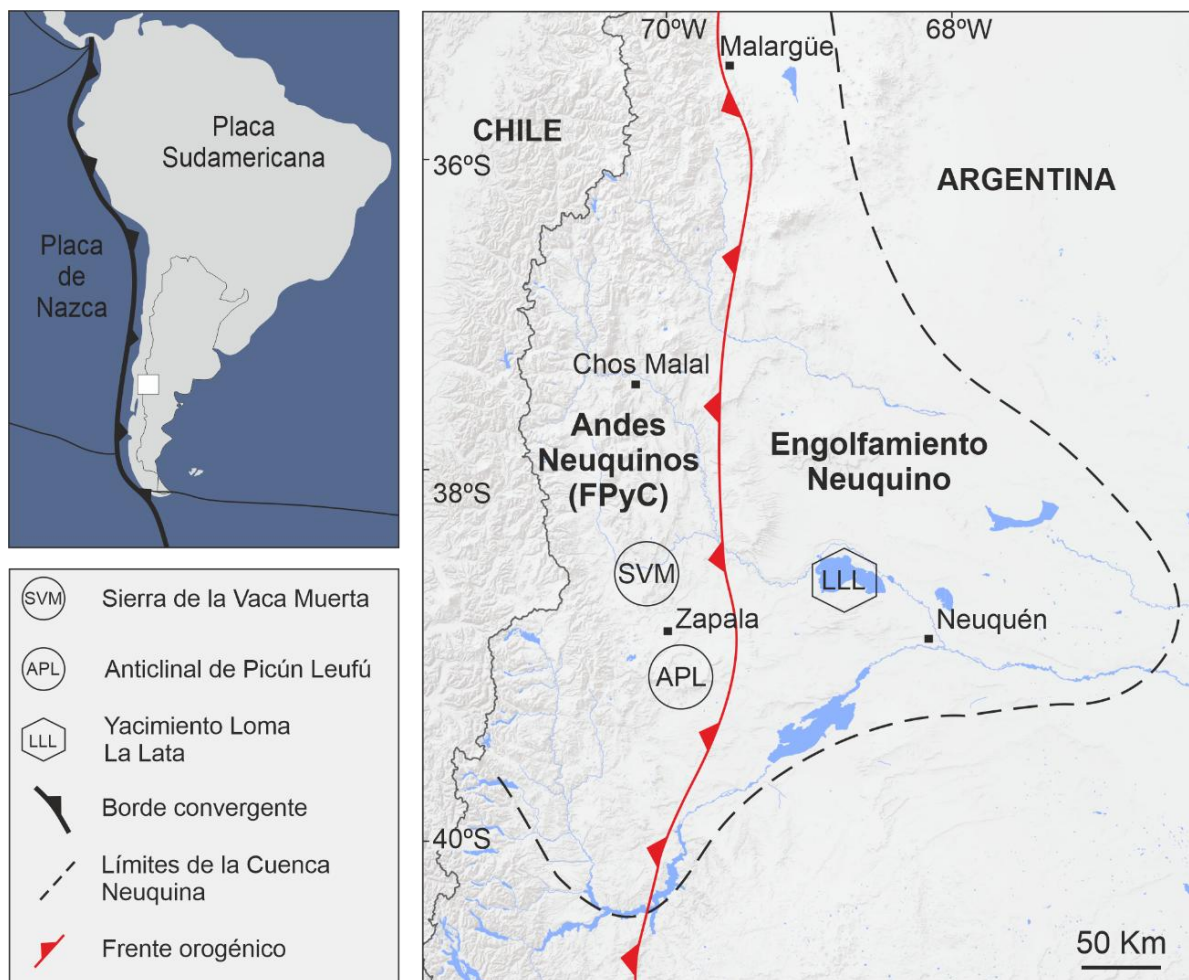 Placa
Sudamericana
Placa
de
Nazca
SVM Sierra de la Vaca Muerta
APL Anticlinal de Picún Leufú
LLL Yacimiento Loma
La Lata
Borde convergente
Límites de la Cuenca
Neuquina
Frente orogénico
70ºW
68ºW
Malargüe
CHILE
36ºS
ARGENTINA
Chos Malal
Andes
Neuquinos
(FPyC)
Engolfamiento
Neuquino
38ºS
SVM
LLL
Zapala
Neuquén
APL
40ºS
50 Km